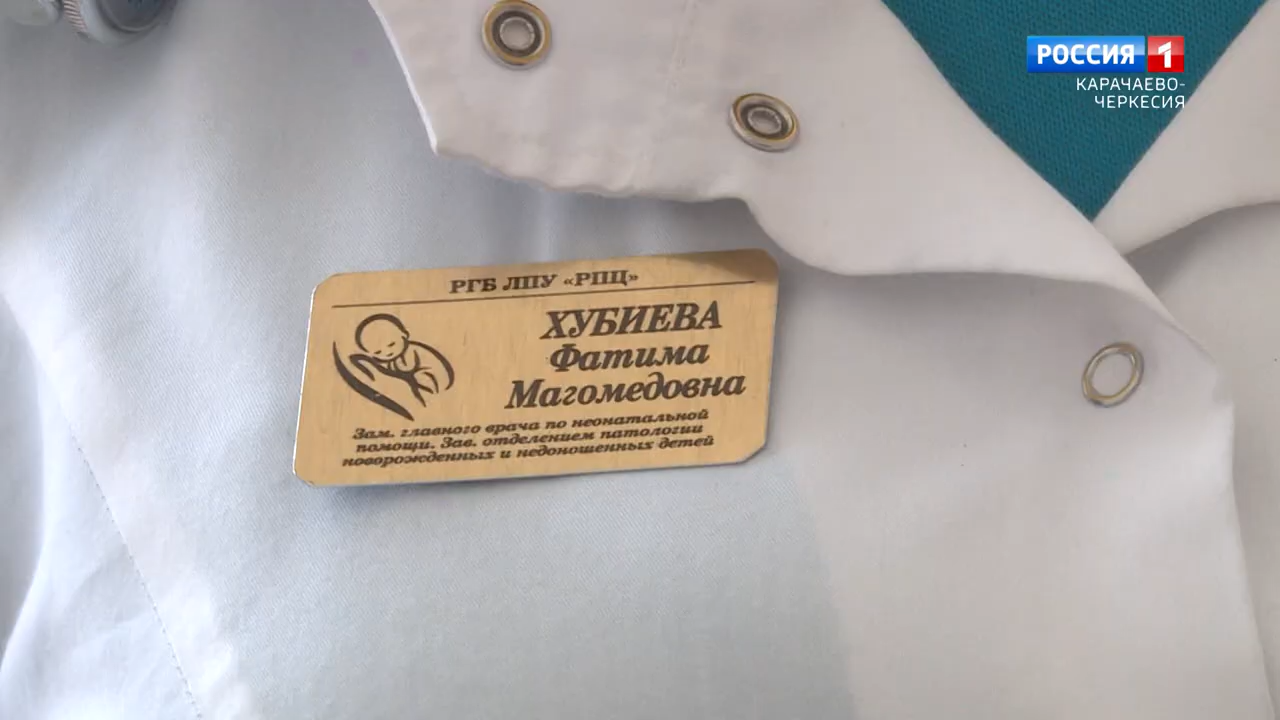 РОССИЯ 1
КАРАЧАЕВО-
ЧЕРКЕСИЯ
РГБ ЛПУ «РПЦ»
ХУБИЕВА
Фатима
Магомедовна
Зам. главного врача по неонатальной
помощи. Зав. отделением патологии
новорожденных и недоношенных детей